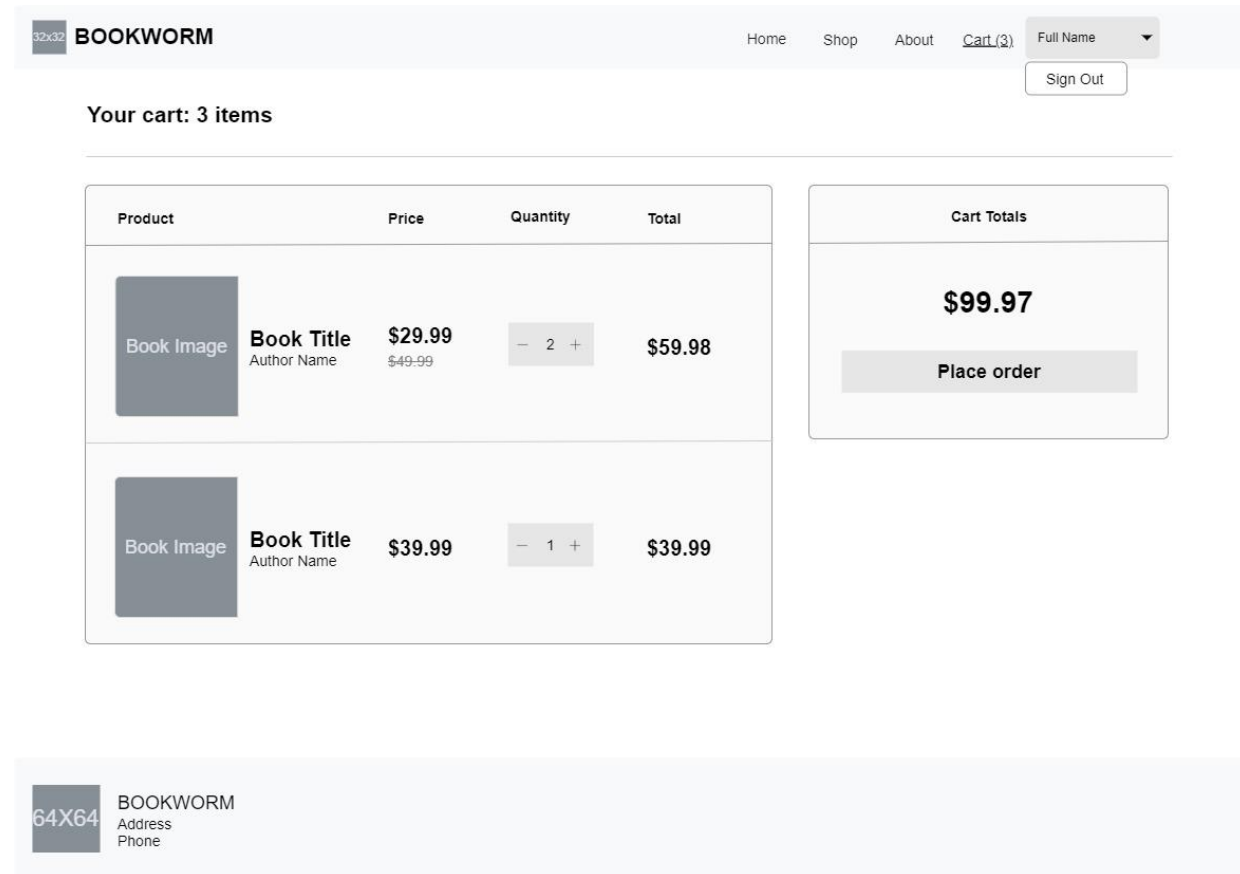 32x32 BOOKWORM Home Shop About Cart (3) Full Name
Sign Out
Your cart: 3 items
Product Price Quantity Total
Cart Totals
Book Image
Book Title
Author Name
$29.99
$49.99
− 2 +
$59.98
$99.97
Place order
Book Image
Book Title
Author Name
$39.99
− 1 +
$39.99
64X64
BOOKWORM
Address
Phone